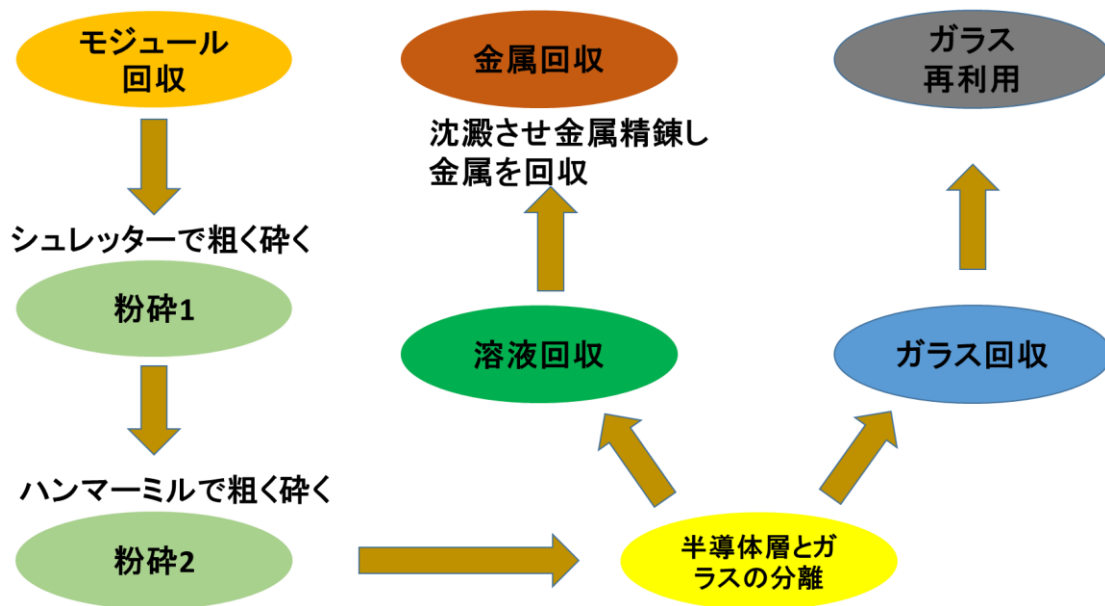 モジュール
回収
シュレッターで粗く砕く
粉砕1
ハンマーミルで粗く砕く
粉砕2
半導体層とガ
ラスの分離
溶液回収
沈澱させ金属精錬し
金属を回収
金属回収
ガラス回収
ガラス
再利用